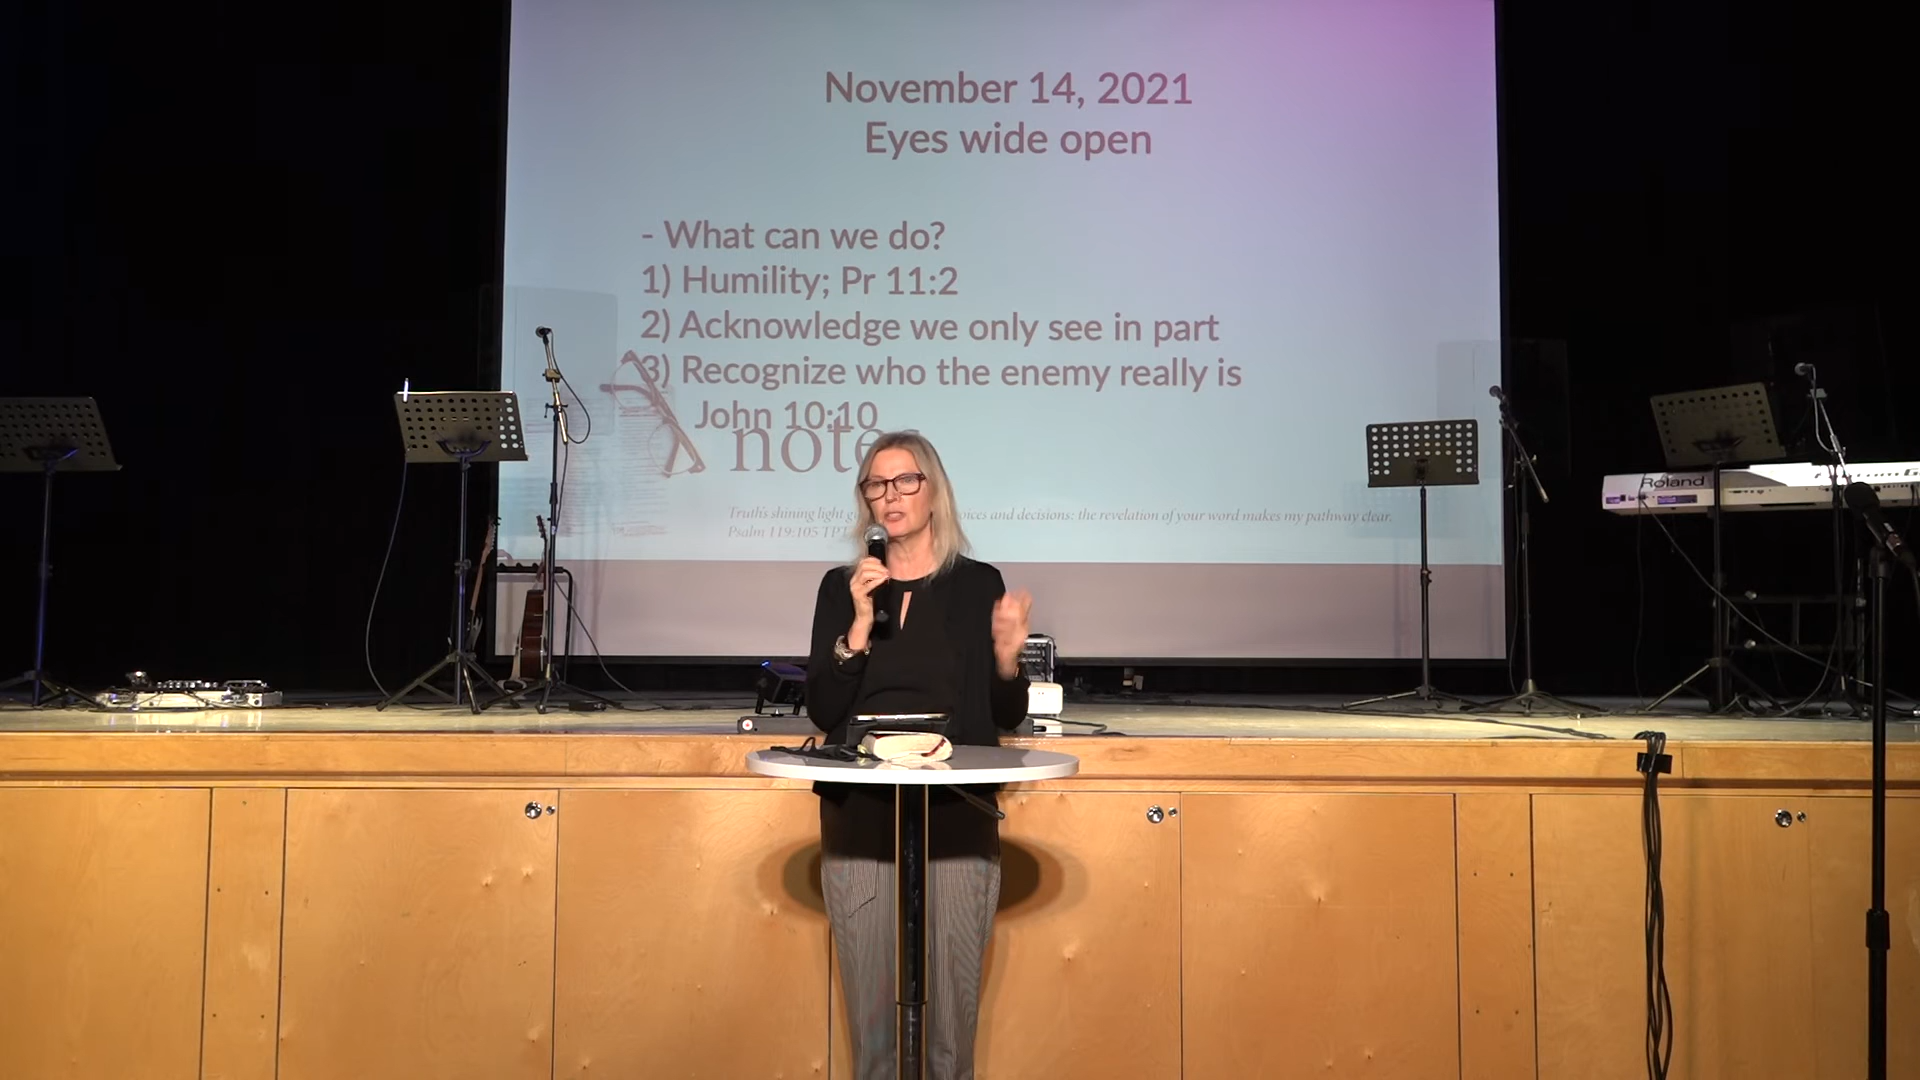 November 14, 2021
Eyes wide open
- What can we do?
1) Humility; Pr 11:2
2) Acknowledge we only see in part
3) Recognize who the enemy really is
John 10:10
Truth's shining light and decisions: the revelation of your word makes my pathway clear.
Psalm 119:105 TPT
Roland